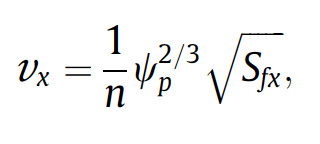 $v_x = \frac{1}{n} \psi_p^{2/3} \sqrt{S_{fx}},$